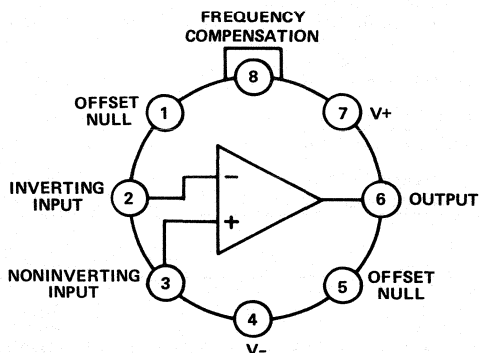 FREQUENCY
COMPENSATION
8
OFFSET
NULL
1
7
V+
INVERTING
INPUT
2
−
6
OUTPUT
+
NONINVERTING
INPUT
3
5
OFFSET
NULL
4
V−